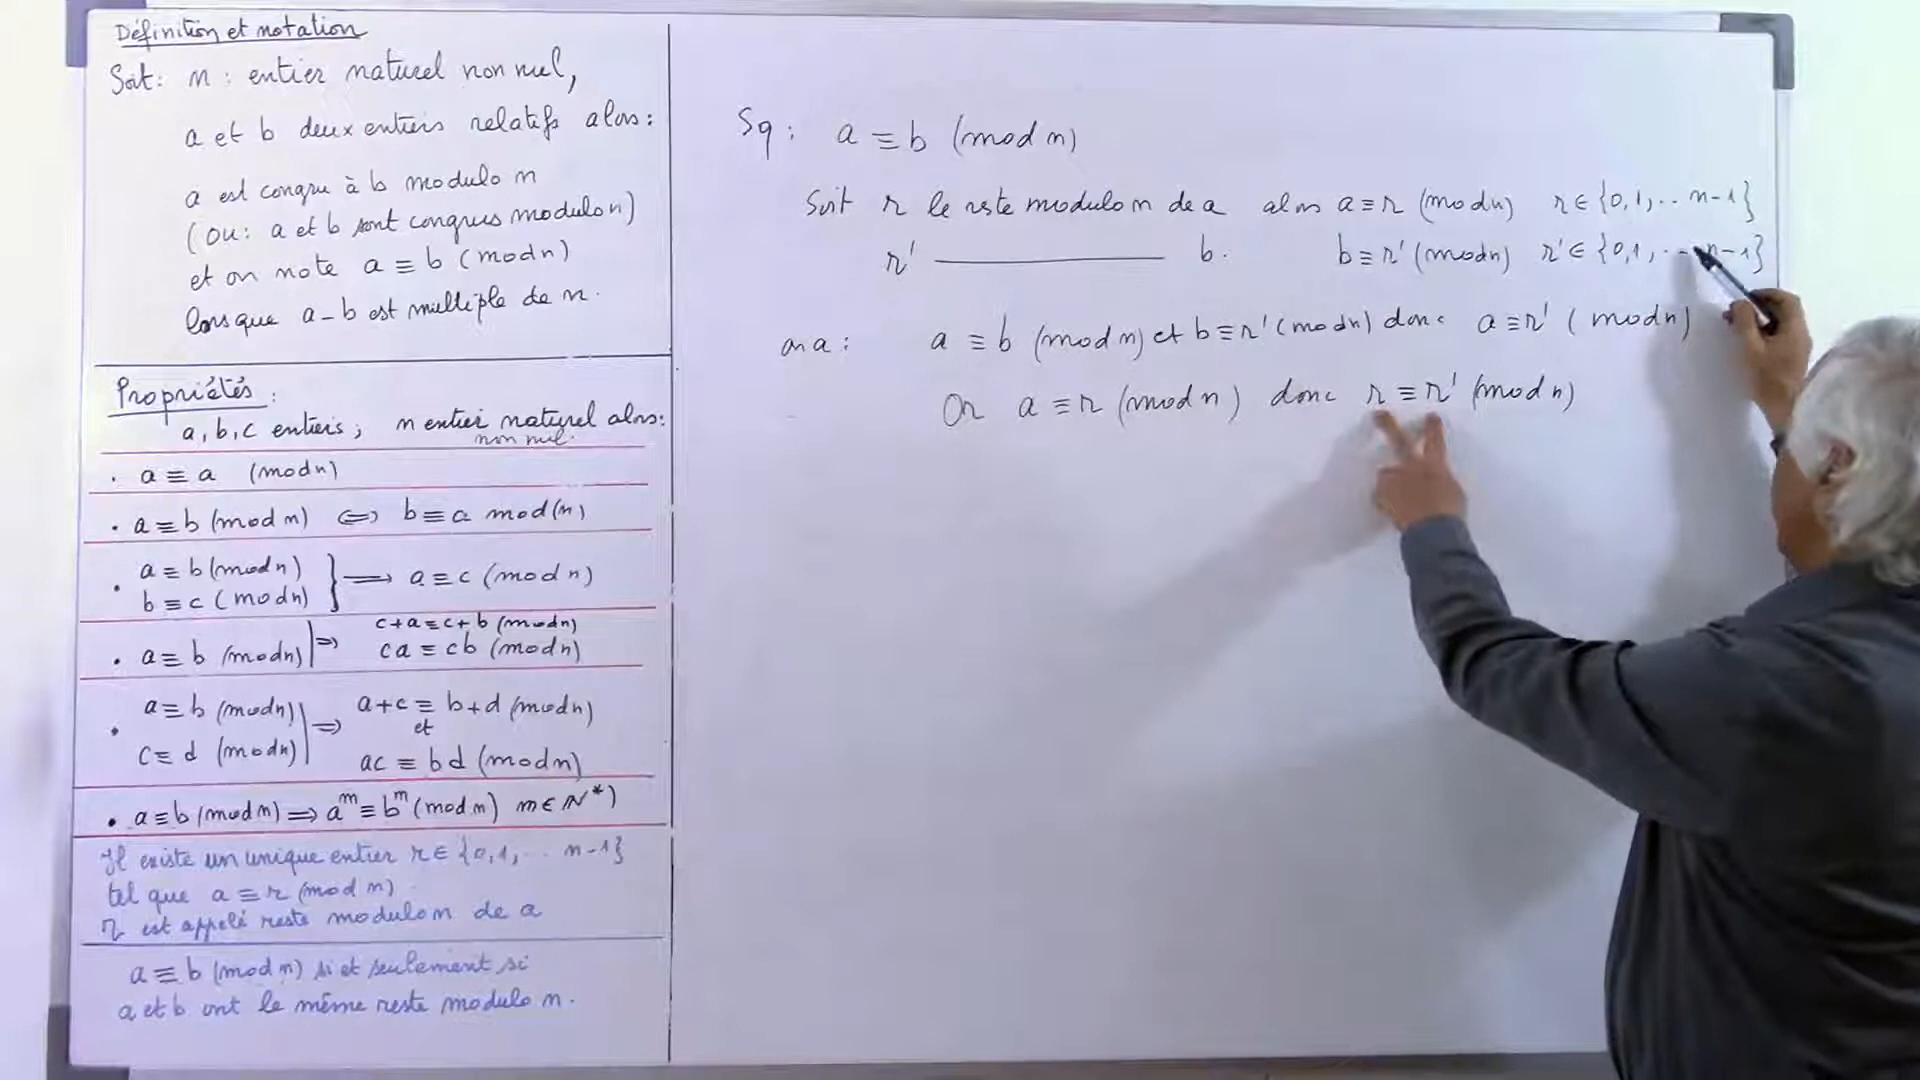 Définition et notation
Soit: n : entier naturel non nul,
a et b deux entiers relatifs alors:
a est congru à b modulo n
(ou: a et b sont congrus modulo n)
et on note a ≡ b (mod n)
lorsque a - b est multiple de n.
Propriétés:
a, b, c entiers; n entier naturel alors:
non nul.
• a ≡ a (mod n)
• a ≡ b (mod n) ⟺ b ≡ a mod(n)
• a ≡ b (mod n)
b ≡ c (mod n) } ⟹ a ≡ c (mod n)
c+a ≡ c+b (mod n)
• a ≡ b (mod n) | ⟹ ca ≡ cb (mod n)
• a ≡ b (mod n)
c ≡ d (mod n) | ⟹ a+c ≡ b+d (mod n)
et
ac ≡ bd (mod n)
• a ≡ b (mod n) ⟹ a^m ≡ b^m (mod n) m ∈ ℕ*)
Il existe un unique entier r ∈ {0,1,.. n-1}
tel que a ≡ r (mod n).
r est appelé reste modulo n de a
a ≡ b (mod n) si et seulement si
a et b ont le même reste modulo n.
Sq: a ≡ b (mod n)
Soit r le reste modulo n de a alors a ≡ r (mod n) r ∈ {0,1,.. n-1}
r' ———— b. b ≡ r' (mod n) r' ∈ {0,1,.. n-1}
on a: a ≡ b (mod n) et b ≡ r' (mod n) donc a ≡ r' (mod n)
Or a ≡ r (mod n) donc r ≡ r' (mod n)